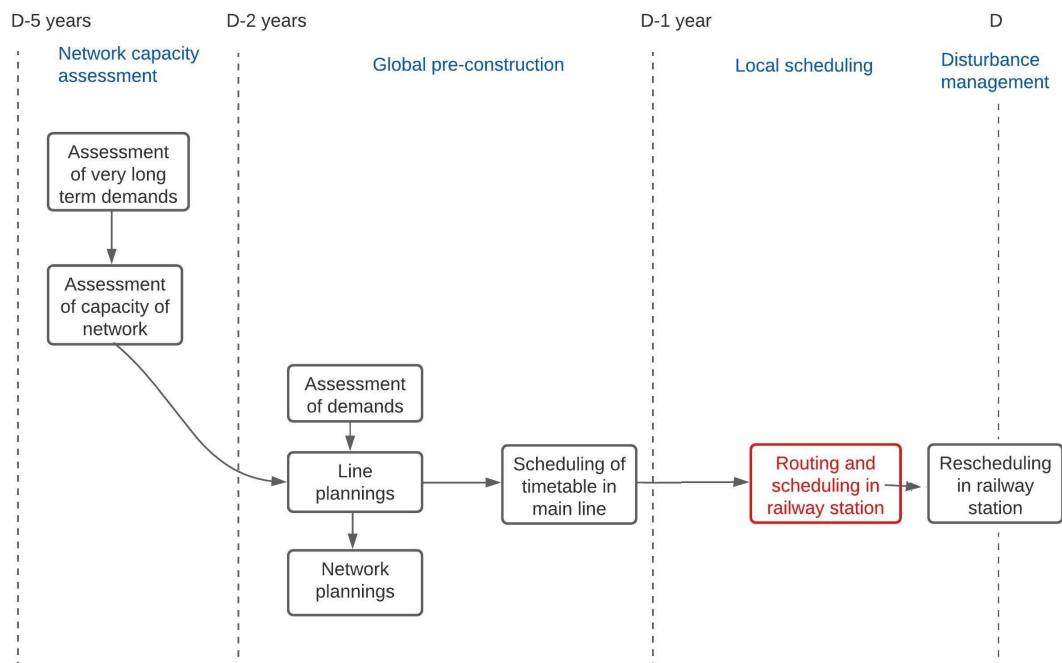 D-5 years
D-2 years
D-1 year
D
Network capacity
assessment
Global pre-construction
Local scheduling
Disturbance
management
Assessment
of very long
term demands
Assessment
of capacity of
network
Assessment
of demands
Line
plannings
Network
plannings
Scheduling of
timetable in
main line
Routing and
scheduling in
railway station
Rescheduling
in railway
station